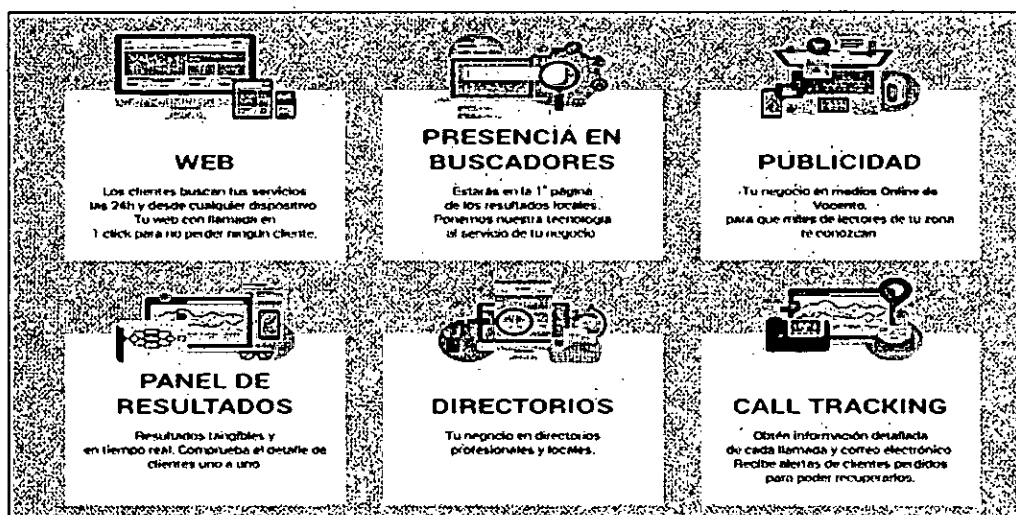 WEB
Los clientes buscan tus servicios
las 24h y desde cualquier dispositivo
Tu web con llamada en
1 click para no perder ningún cliente.
PRESENCIA EN
BUSCADORES
Estarás en la 1ª página
de los resultados locales.
Ponemos nuestra tecnología
al servicio de tu negocio
PUBLICIDAD
Tu negocio en medios Online de
Vocento,
para que miles de lectores de tu zona
te conozcan
PANEL DE
RESULTADOS
Resultados tangibles y
en tiempo real. Comprueba el detalle de
clientes uno a uno
DIRECTORIOS
Tu negocio en directorios
profesionales y locales.
CALL TRACKING
Obtén información detallada
de cada llamada y correo electrónico
Recibe alertas de clientes perdidos
para poder recuperarlos.